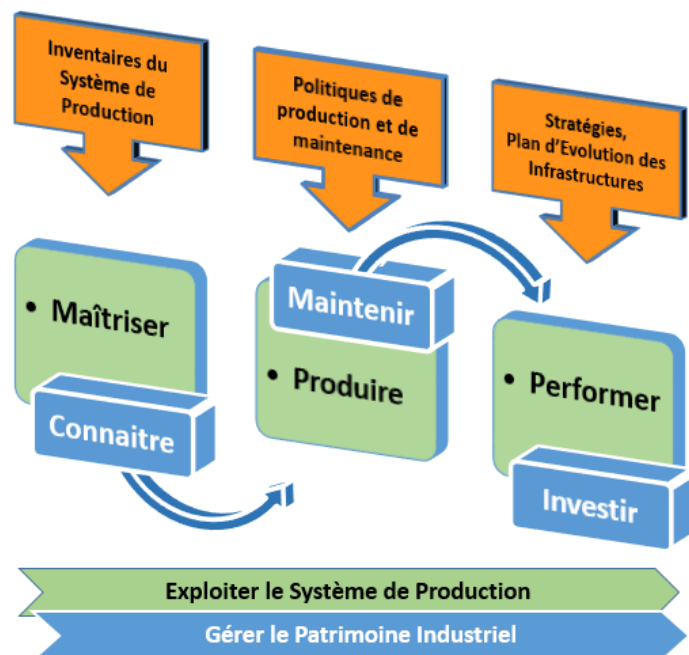 Inventaires du
Système de
Production
Politiques de
production et de
maintenance
Stratégies,
Plan d'Evolution des
Infrastructures
• Maîtriser
Connaitre
Maintenir
• Produire
• Performer
Investir
Exploiter le Système de Production
Gérer le Patrimoine Industriel